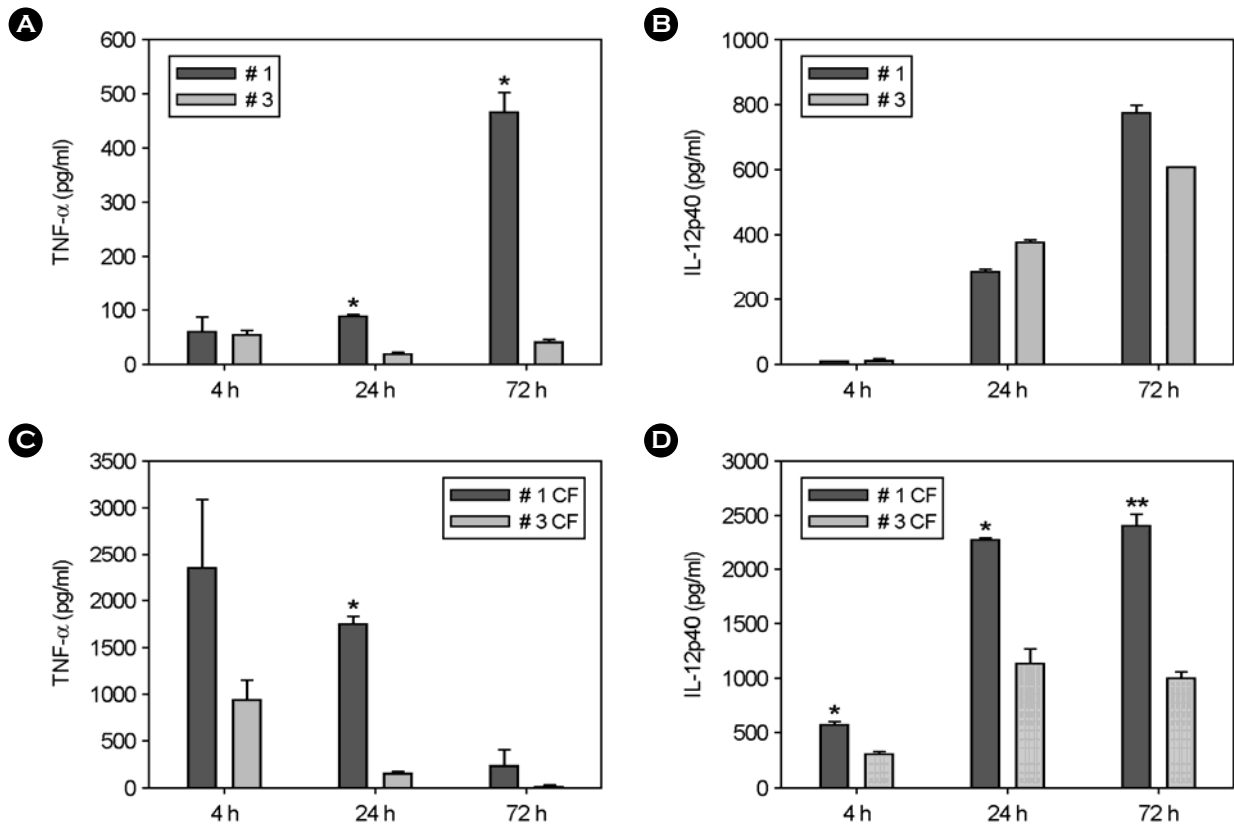 A
TNF-α (pg/ml)
600
500
400
300
200
100
0
# 1
# 3
*
*
4 h
24 h
72 h
B
IL-12p40 (pg/ml)
1000
800
600
400
200
0
# 1
# 3
4 h
24 h
72 h
C
TNF-α (pg/ml)
3500
3000
2500
2000
1500
1000
500
0
# 1 CF
# 3 CF
*
4 h
24 h
72 h
D
IL-12p40 (pg/ml)
3000
2500
2000
1500
1000
500
0
# 1 CF
# 3 CF
*
*
**
4 h
24 h
72 h